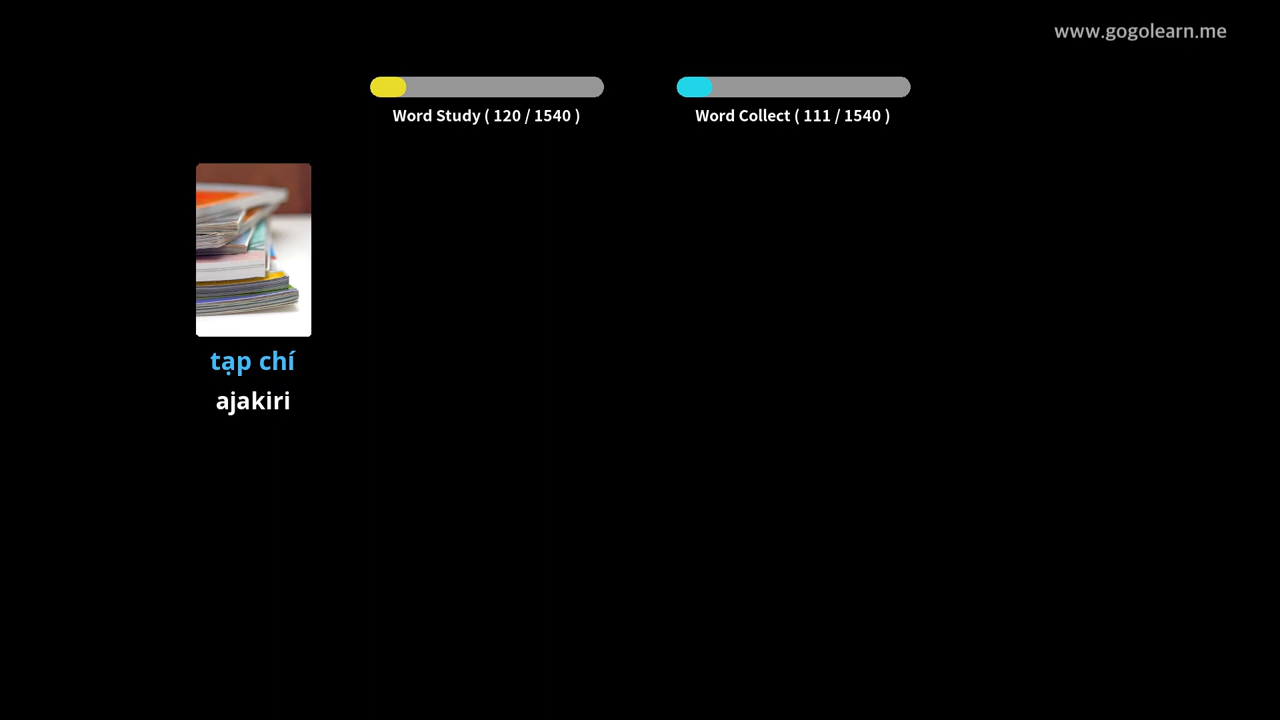 www.gogolearn.me
Word Study ( 120 / 1540 )
Word Collect ( 111 / 1540 )
tạp chí
ajakiri